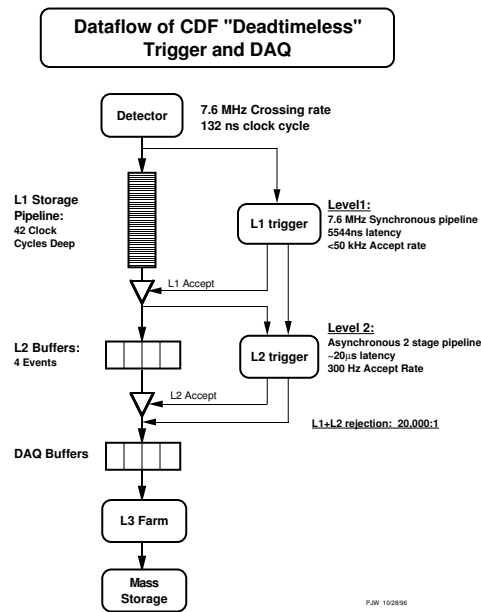 Dataflow of CDF "Deadtimeless"
Trigger and DAQ
Detector
7.6 MHz Crossing rate
132 ns clock cycle
L1 Storage
Pipeline:
42 Clock
Cycles Deep
L1 trigger
Level1:
7.6 MHz Synchronous pipeline
5544ns latency
<50 kHz Accept rate
L1 Accept
L2 Buffers:
4 Events
L2 trigger
Level 2:
Asynchronous 2 stage pipeline
~20μs latency
300 Hz Accept Rate
L2 Accept
L1+L2 rejection: 20,000:1
DAQ Buffers
L3 Farm
Mass
Storage
PJW 10/28/96